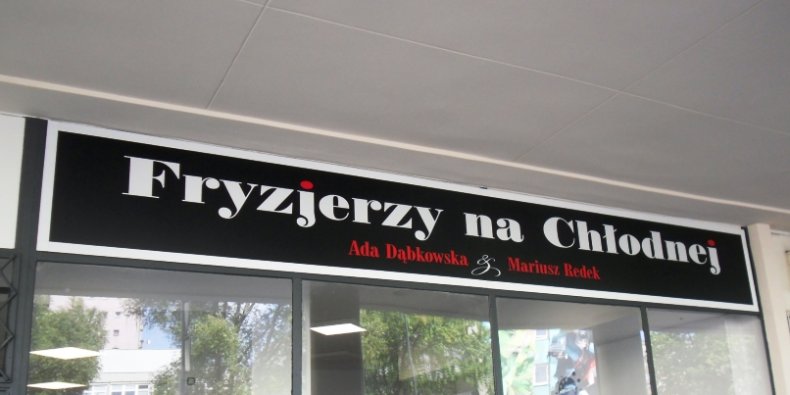 Fryzjerzy na Chłodnej
Ada Dąbkowska & Mariusz Redek